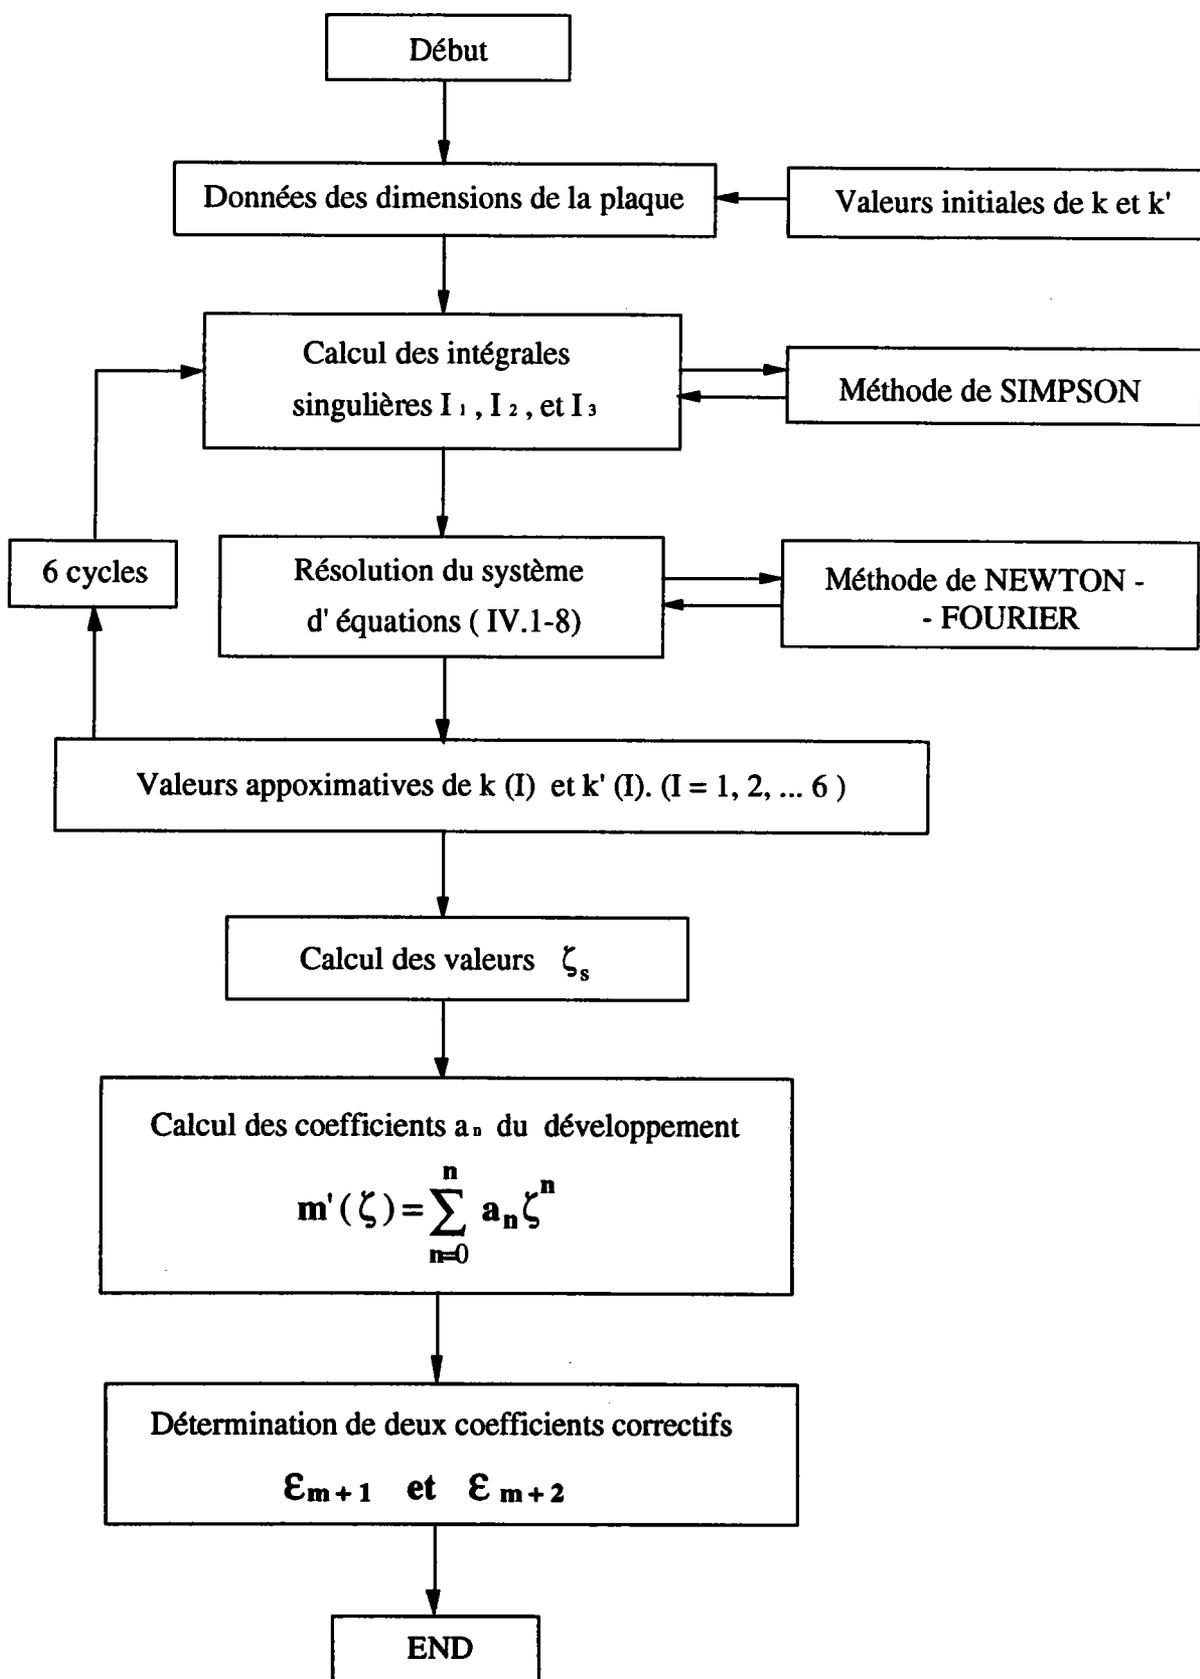 Début
Données des dimensions de la plaque
Valeurs initiales de k et k'
Calcul des intégrales
singulières I 1 , I 2 , et I 3
Méthode de SIMPSON
6 cycles
Résolution du système
d' équations ( IV.1-8)
Méthode de NEWTON -
- FOURIER
Valeurs appoximatives de k (I) et k' (I). (I = 1, 2, ... 6 )
Calcul des valeurs ζs
Calcul des coefficients an du développement
m'(ζ)=∑ n n=0 anζ^n
Détermination de deux coefficients correctifs
εm+1 et εm+2
END